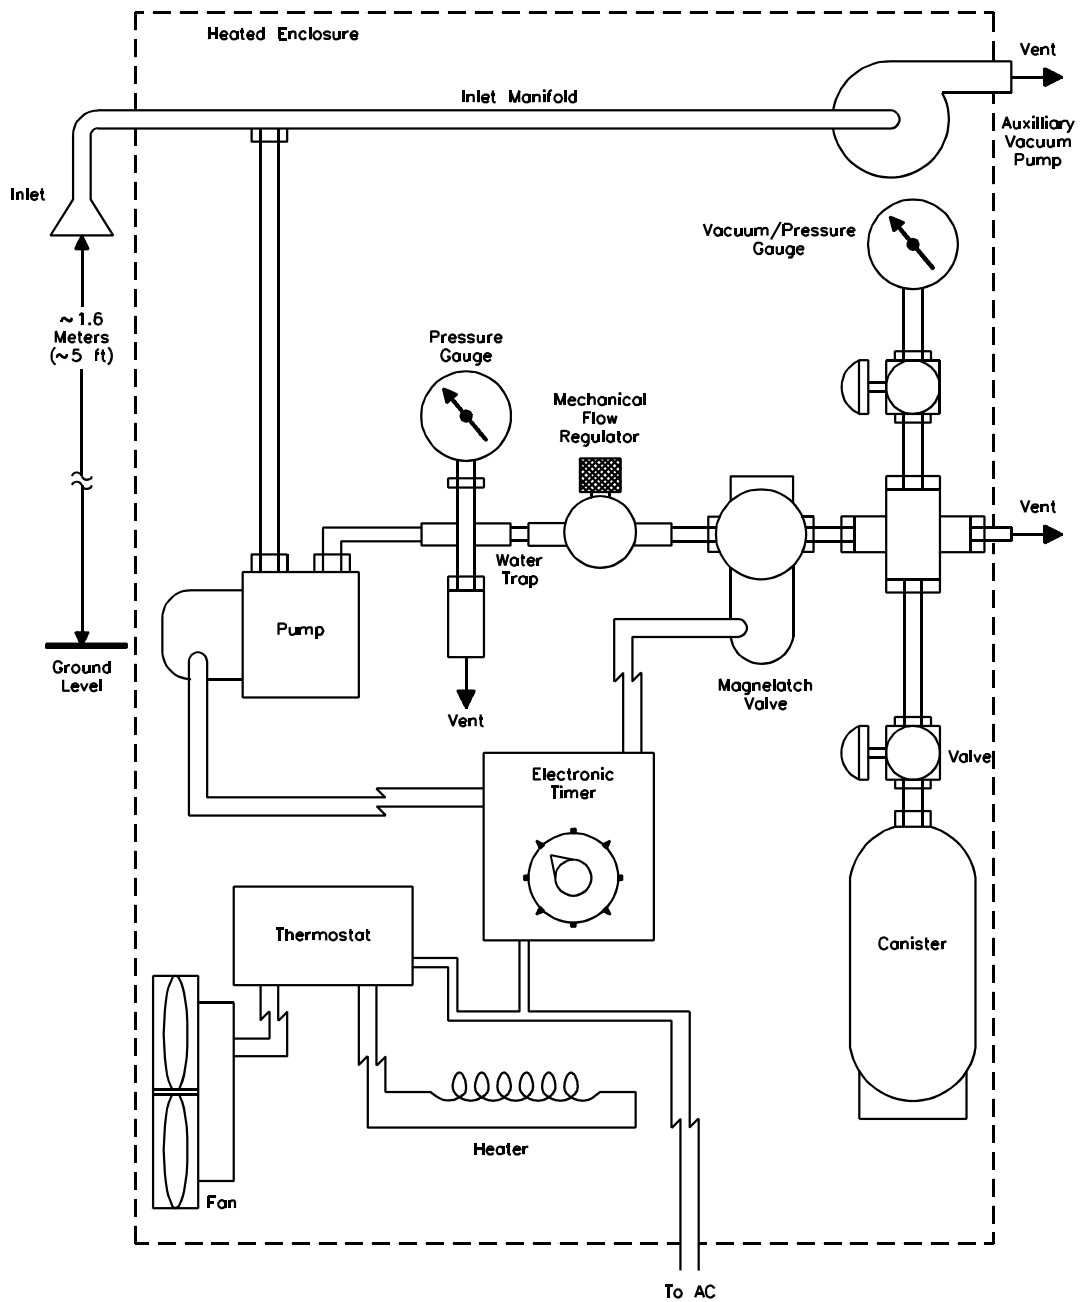 Heated Enclosure
Vent
Inlet Manifold
Auxilliary
Vacuum
Pump
Inlet
Vacuum/Pressure
Gauge
~1.6
Meters
(~5 ft)
Pressure
Gauge
Mechanical
Flow
Regulator
Vent
Water
Trap
Pump
Ground
Level
Magnelatch
Valve
Vent
Valve
Electronic
Timer
Thermostat
Canister
Heater
Fan
To AC